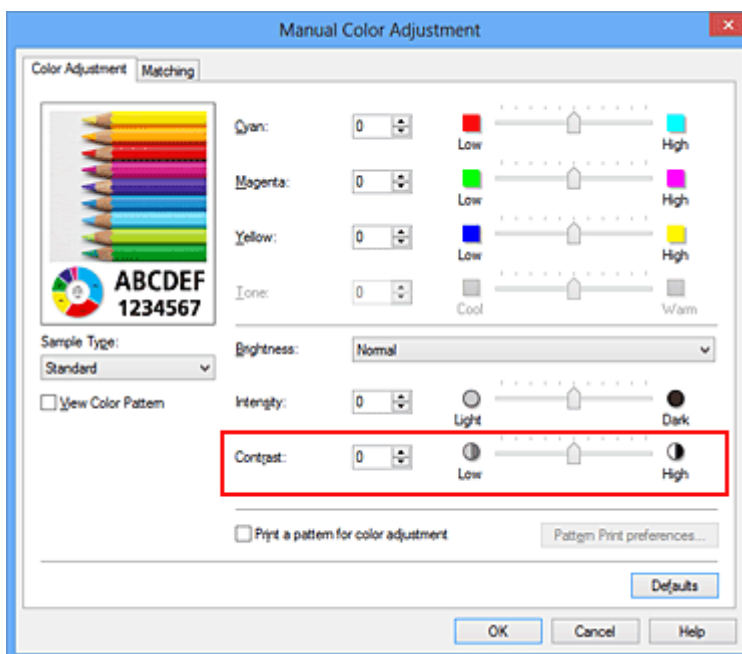 Manual Color Adjustment
Color Adjustment
Matching
Cyan: 0
Low High
Magenta: 0
Low High
Yellow: 0
Low High
Tone: 0
Cool Warm
ABCDEF
1234567
Sample Type:
Standard
View Color Pattern
Brightness: Normal
Intensity: 0
Light Dark
Contrast: 0
Low High
Print a pattern for color adjustment
Pattern Print preferences...
Defaults
OK Cancel Help